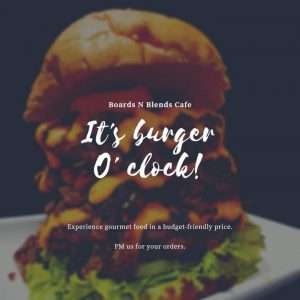 Boards N Blends Cafe
It's burger
O' clock!
Experience gourmet food in a budget-friendly price.
PM us for your orders.